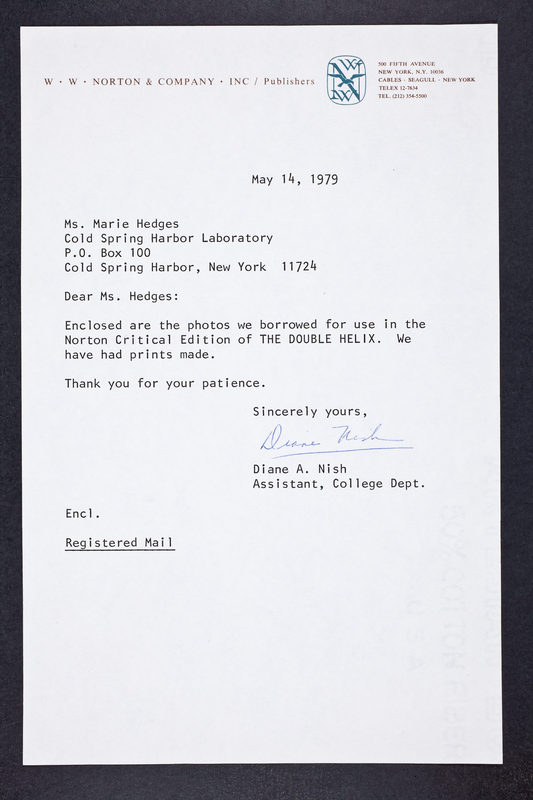 W · W · NORTON & COMPANY · INC / Publishers
500 FIFTH AVENUE
NEW YORK, N.Y. 10036
CABLES · SEAGULL · NEW YORK
TELEX 12-7634
TEL. (212) 354-5500
May 14, 1979
Ms. Marie Hedges
Cold Spring Harbor Laboratory
P.O. Box 100
Cold Spring Harbor, New York  11724
Dear Ms. Hedges:
Enclosed are the photos we borrowed for use in the
Norton Critical Edition of THE DOUBLE HELIX.  We
have had prints made.
Thank you for your patience.
Sincerely yours,
Diane Nish
Diane A. Nish
Assistant, College Dept.
Encl.
Registered Mail